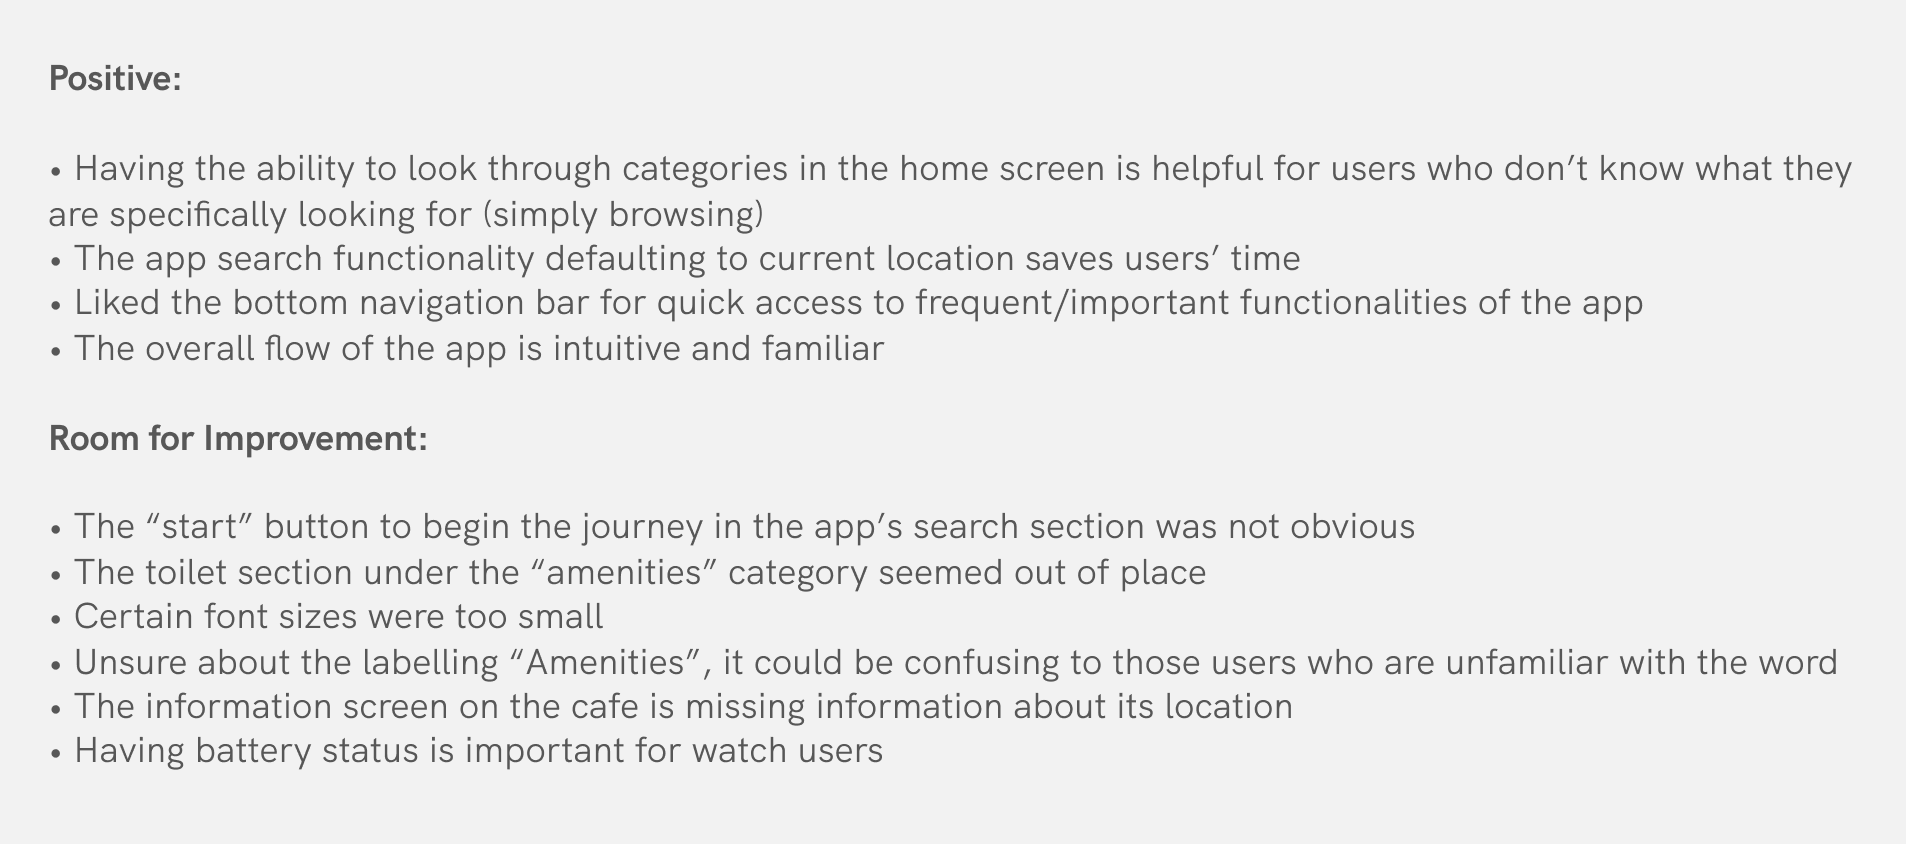 Positive:
• Having the ability to look through categories in the home screen is helpful for users who don’t know what they
are specifically looking for (simply browsing)
• The app search functionality defaulting to current location saves users’ time
• Liked the bottom navigation bar for quick access to frequent/important functionalities of the app
• The overall flow of the app is intuitive and familiar
Room for Improvement:
• The “start” button to begin the journey in the app’s search section was not obvious
• The toilet section under the “amenities” category seemed out of place
• Certain font sizes were too small
• Unsure about the labelling “Amenities”, it could be confusing to those users who are unfamiliar with the word
• The information screen on the cafe is missing information about its location
• Having battery status is important for watch users